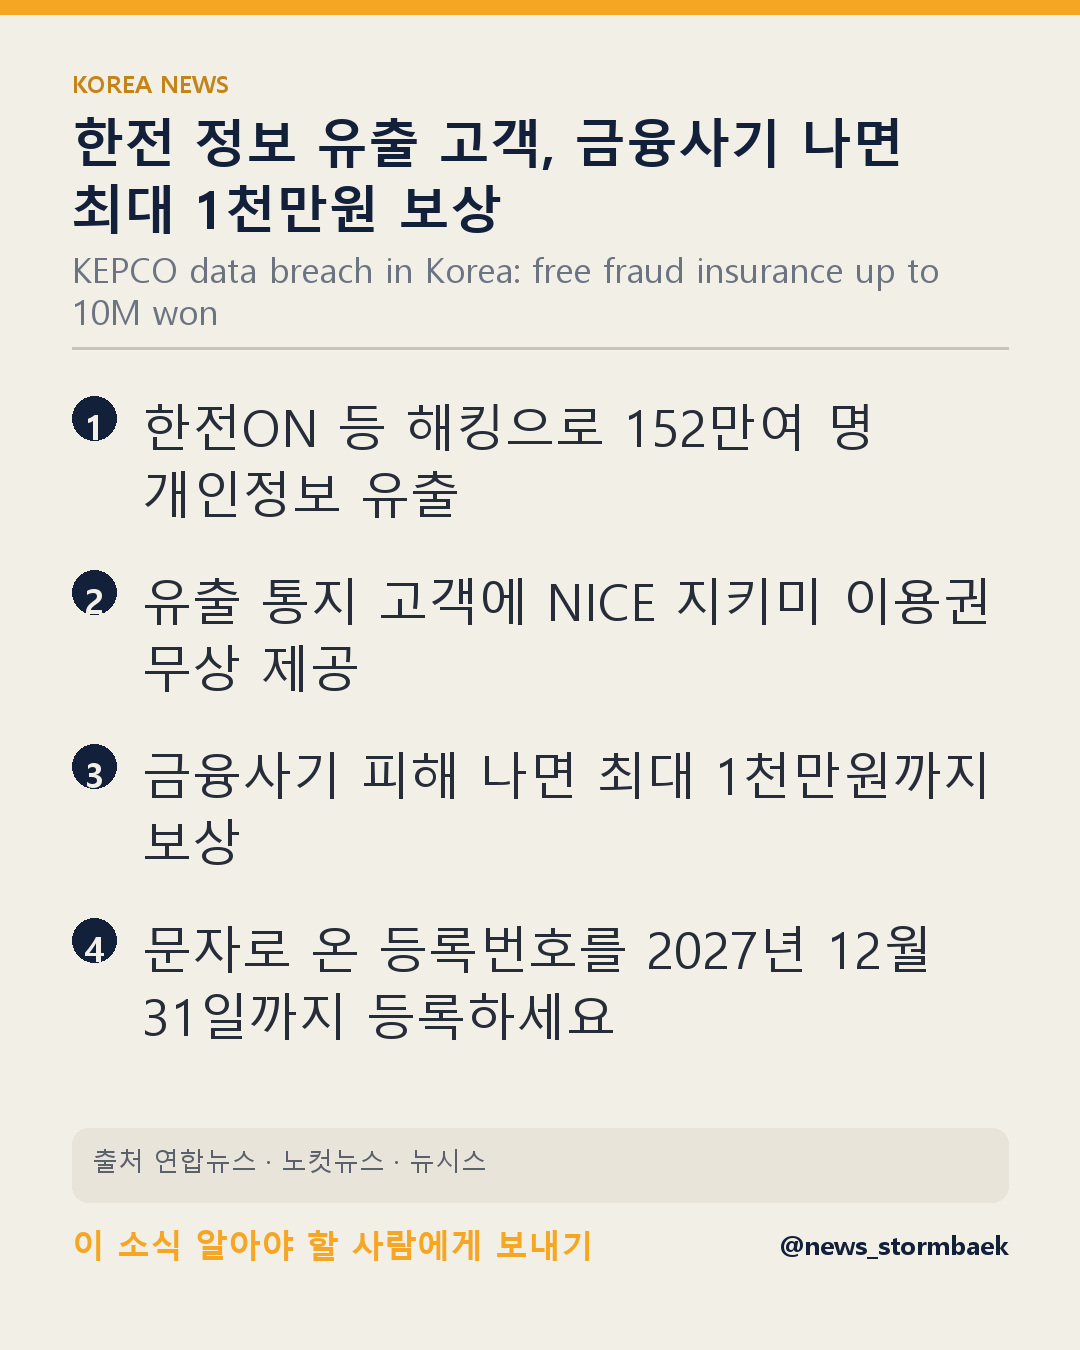 KOREA NEWS
한전 정보 유출 고객, 금융사기 나면
최대 1천만원 보상
KEPCO data breach in Korea: free fraud insurance up to
10M won
1 한전ON 등 해킹으로 152만여 명
개인정보 유출
2 유출 통지 고객에 NICE 지키미 이용권
무상 제공
3 금융사기 피해 나면 최대 1천만원까지
보상
4 문자로 온 등록번호를 2027년 12월
31일까지 등록하세요
출처 연합뉴스 · 노컷뉴스 · 뉴시스
이 소식 알아야 할 사람에게 보내기
@news_stormbaek